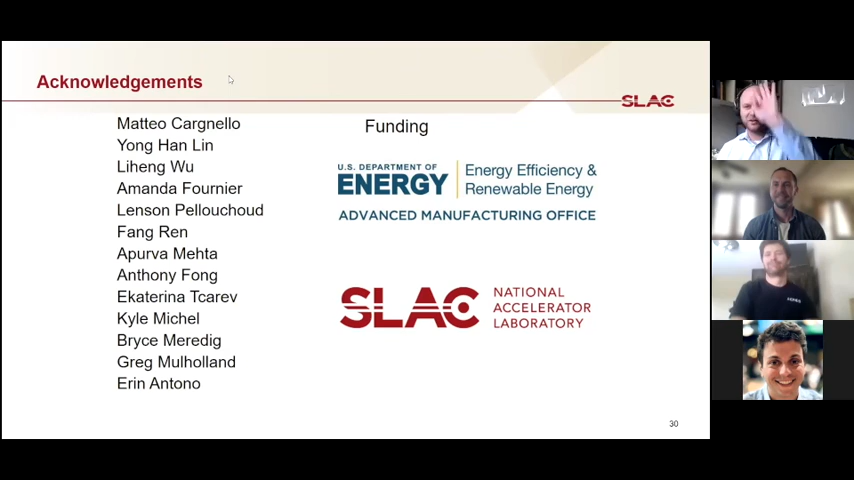 Acknowledgements
SLAC
Matteo Cargnello
Yong Han Lin
Liheng Wu
Amanda Fournier
Lenson Pellouchoud
Fang Ren
Apurva Mehta
Anthony Fong
Ekaterina Tcarev
Kyle Michel
Bryce Meredig
Greg Mulholland
Erin Antono
Funding
U.S. DEPARTMENT OF
ENERGY
Energy Efficiency &
Renewable Energy
ADVANCED MANUFACTURING OFFICE
SLAC
NATIONAL
ACCELERATOR
LABORATORY
30